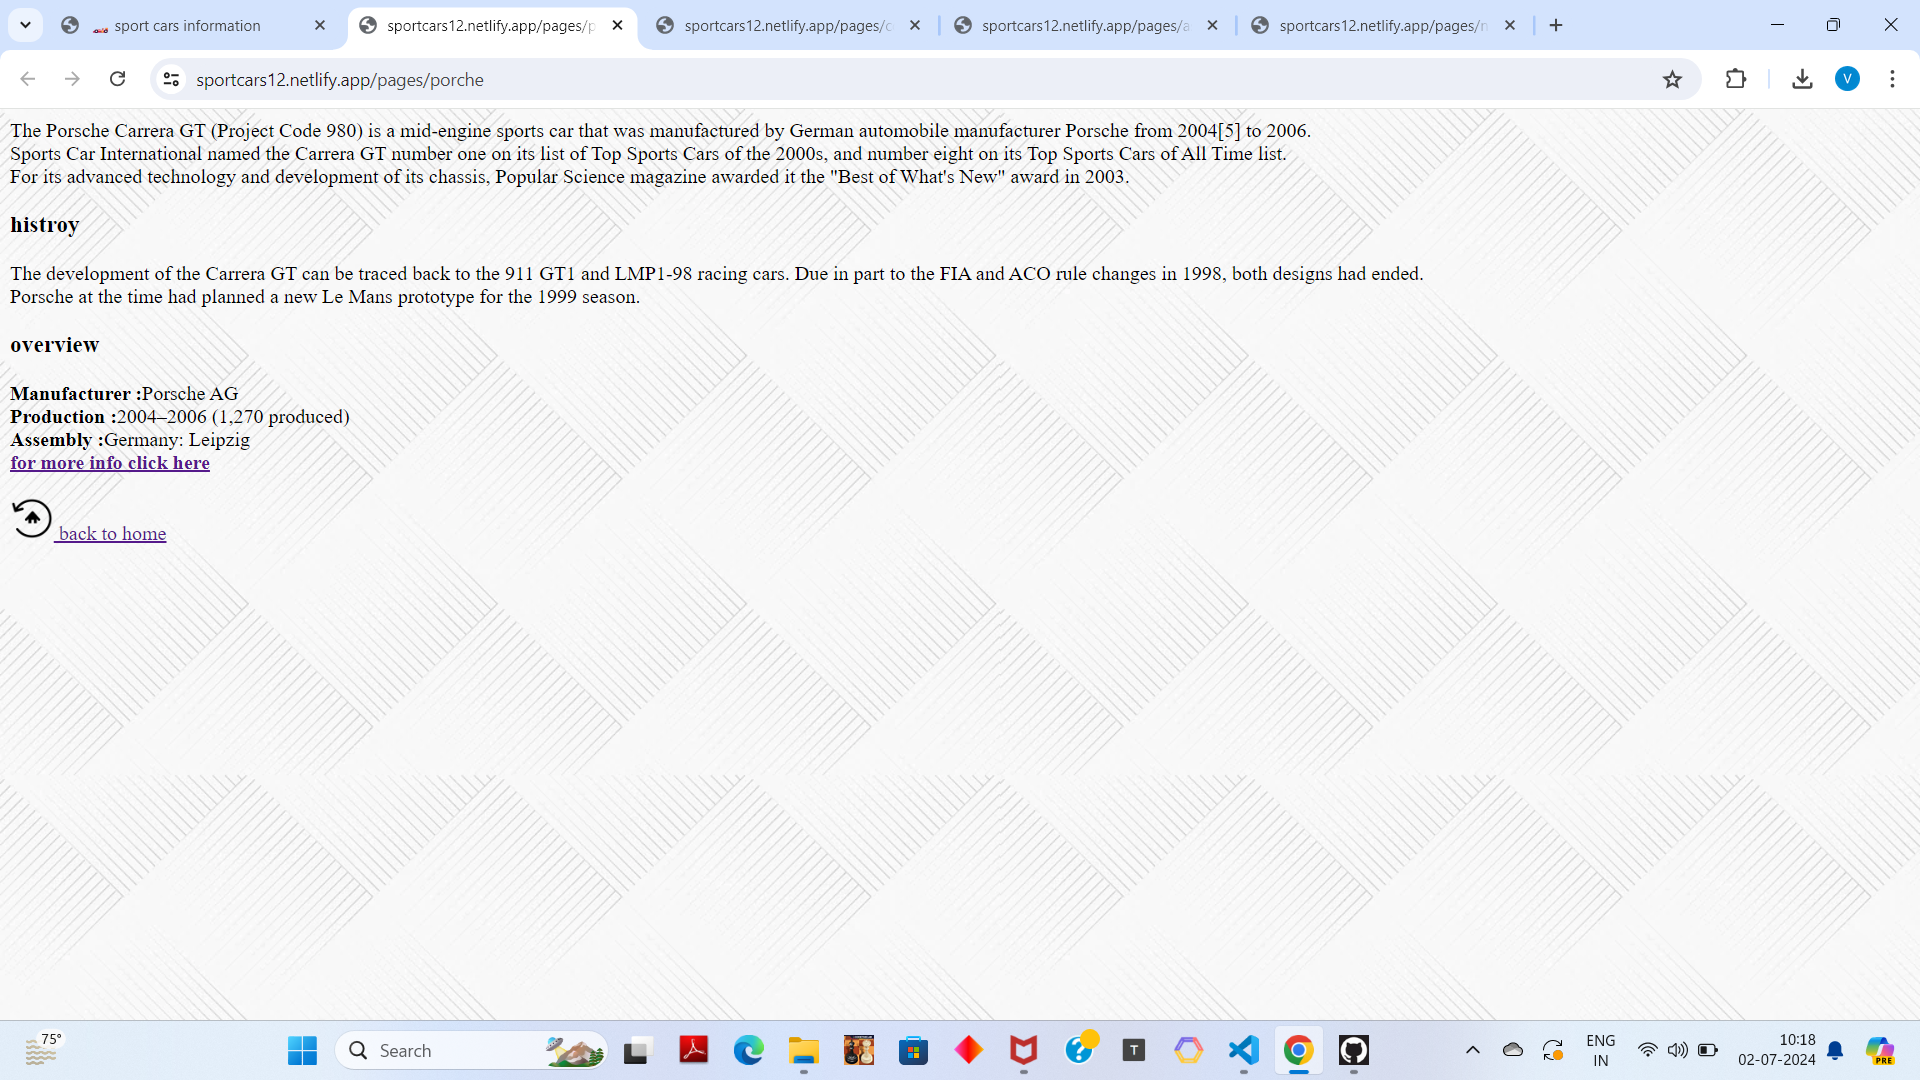 sport cars information
sportcars12.netlify.app/pages/p
sportcars12.netlify.app/pages/c
sportcars12.netlify.app/pages/a
sportcars12.netlify.app/pages/n
sportcars12.netlify.app/pages/porche
V
The Porsche Carrera GT (Project Code 980) is a mid-engine sports car that was manufactured by German automobile manufacturer Porsche from 2004[5] to 2006.
Sports Car International named the Carrera GT number one on its list of Top Sports Cars of the 2000s, and number eight on its Top Sports Cars of All Time list.
For its advanced technology and development of its chassis, Popular Science magazine awarded it the "Best of What's New" award in 2003.
histroy
The development of the Carrera GT can be traced back to the 911 GT1 and LMP1-98 racing cars. Due in part to the FIA and ACO rule changes in 1998, both designs had ended.
Porsche at the time had planned a new Le Mans prototype for the 1999 season.
overview
Manufacturer :Porsche AG
Production :2004–2006 (1,270 produced)
Assembly :Germany: Leipzig
for more info click here
back to home
75°
Search
T
ENG
IN
10:18
02-07-2024
PRE